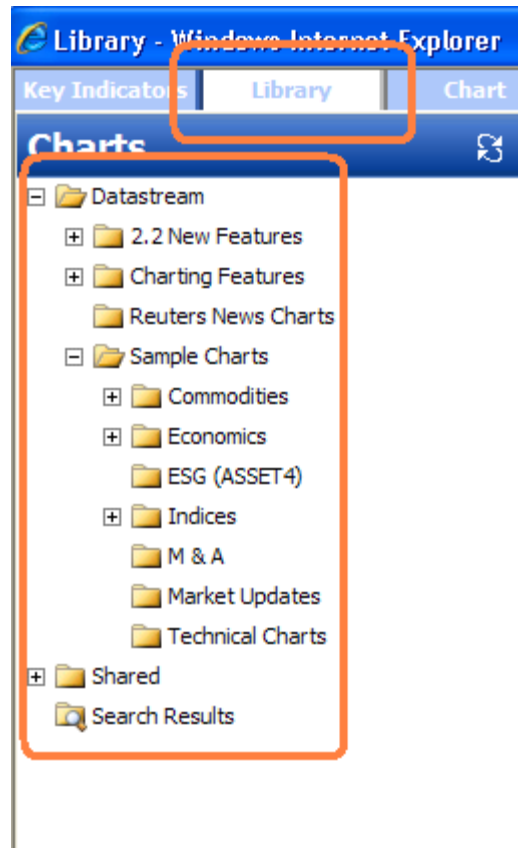 Library - Windows Internet Explorer
Key Indicators Library Chart
Charts
Datastream
2.2 New Features
Charting Features
Reuters News Charts
Sample Charts
Commodities
Economics
ESG (ASSET4)
Indices
M & A
Market Updates
Technical Charts
Shared
Search Results